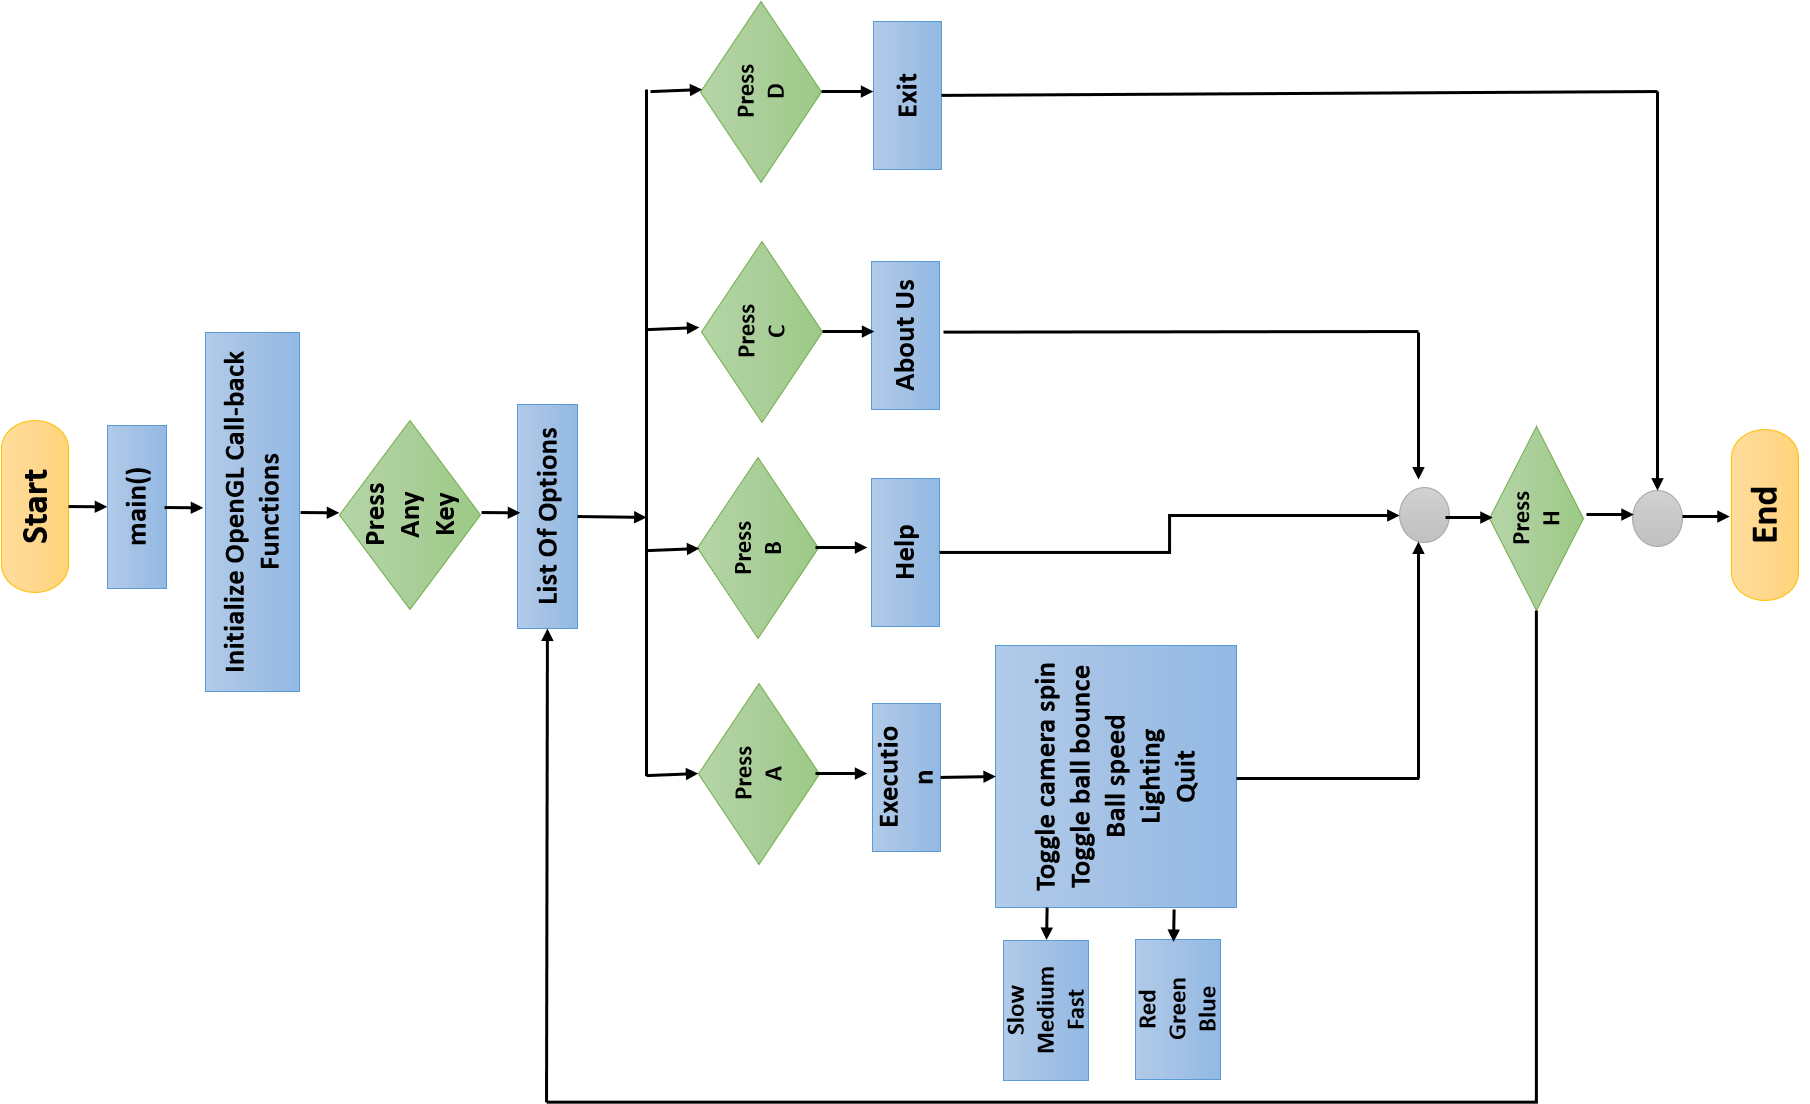 Start
main()
Initialize OpenGL Call-back
Functions
Press
Any
Key
List Of Options
Press
A
Press
B
Press
C
Press
D
Executio
n
Help
About Us
Exit
Toggle camera spin
Toggle ball bounce
Ball speed
Lighting
Quit
Slow
Medium
Fast
Red
Green
Blue
Press
H
End